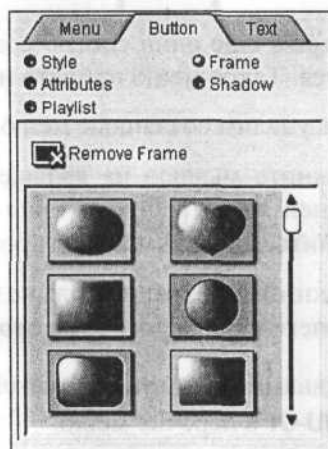 Menu Button Text
Style Frame
Attributes Shadow
Playlist
Remove Frame